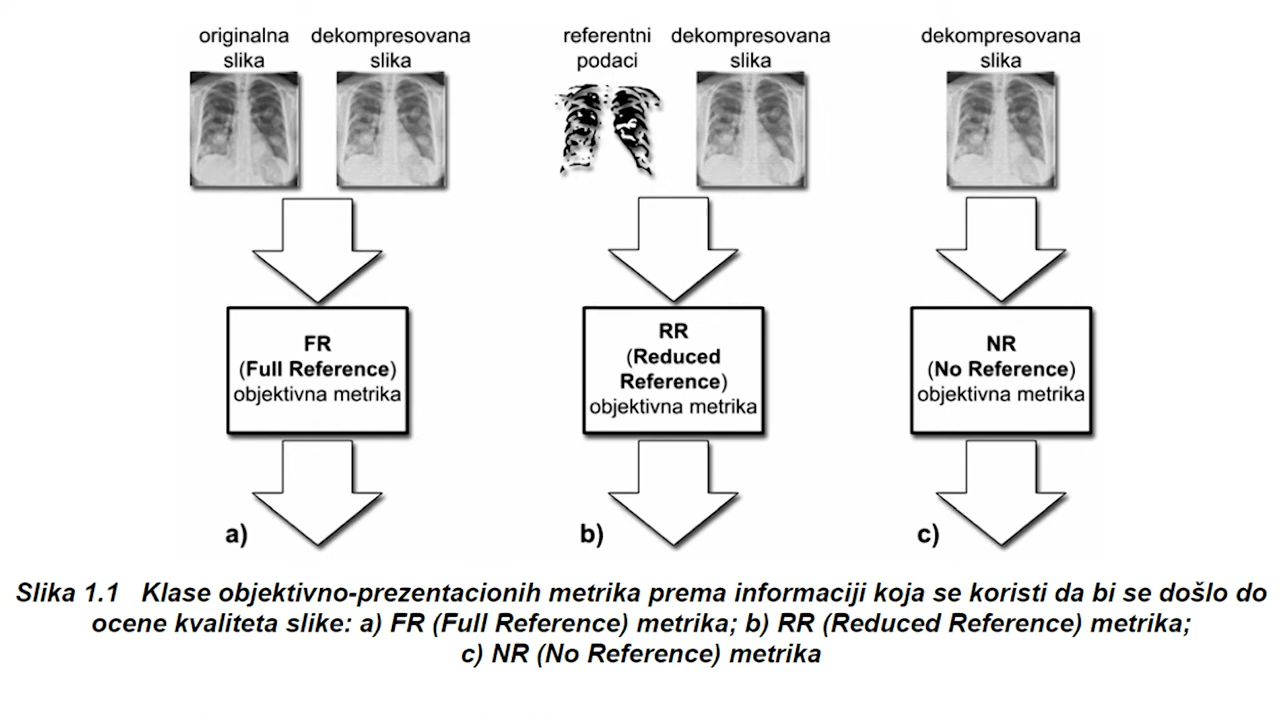 originalna
slika
dekompresovana
slika
FR
(Full Reference)
objektivna metrika
a)
referentni
podaci
dekompresovana
slika
RR
(Reduced
Reference)
objektivna metrika
b)
dekompresovana
slika
NR
(No Reference)
objektivna metrika
c)
Slika 1.1 Klase objektivno-prezentacionih metrika prema informaciji koja se koristi da bi se došlo do
ocene kvaliteta slike: a) FR (Full Reference) metrika; b) RR (Reduced Reference) metrika;
c) NR (No Reference) metrika